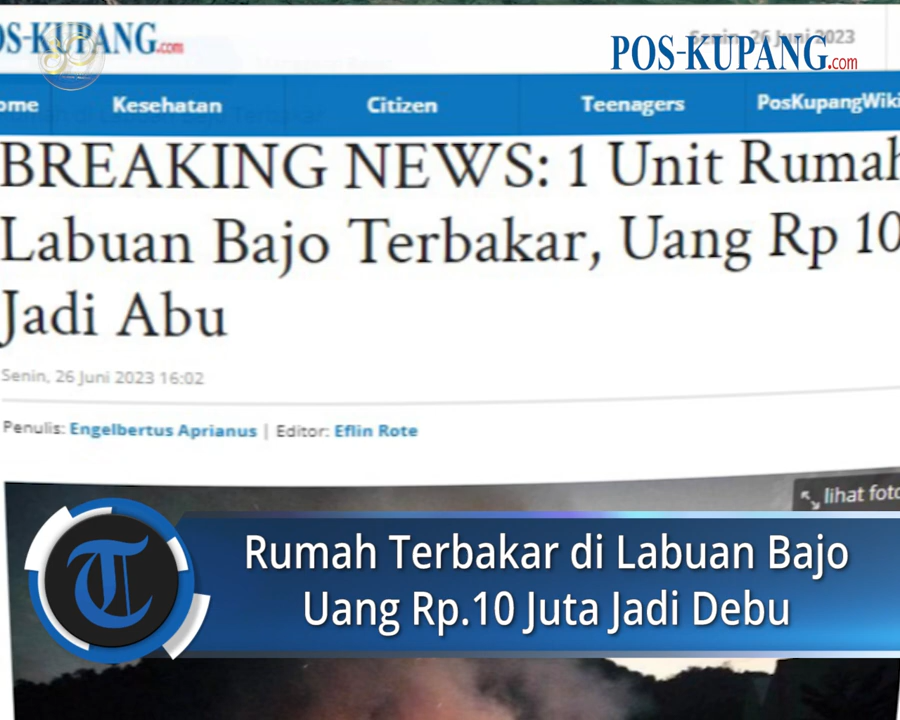 OS-KUPANG.com
Senin, 26 Juni 2023
POS-KUPANG.com
ome Kesehatan Citizen Teenagers PosKupangWiki
BREAKING NEWS: 1 Unit Rumah
Labuan Bajo Terbakar, Uang Rp 10
Jadi Abu
Senin, 26 Juni 2023 16:02
Penulis: Engelbertus Aprianus | Editor: Eflin Rote
lihat foto
T
Rumah Terbakar di Labuan Bajo
Uang Rp.10 Juta Jadi Debu